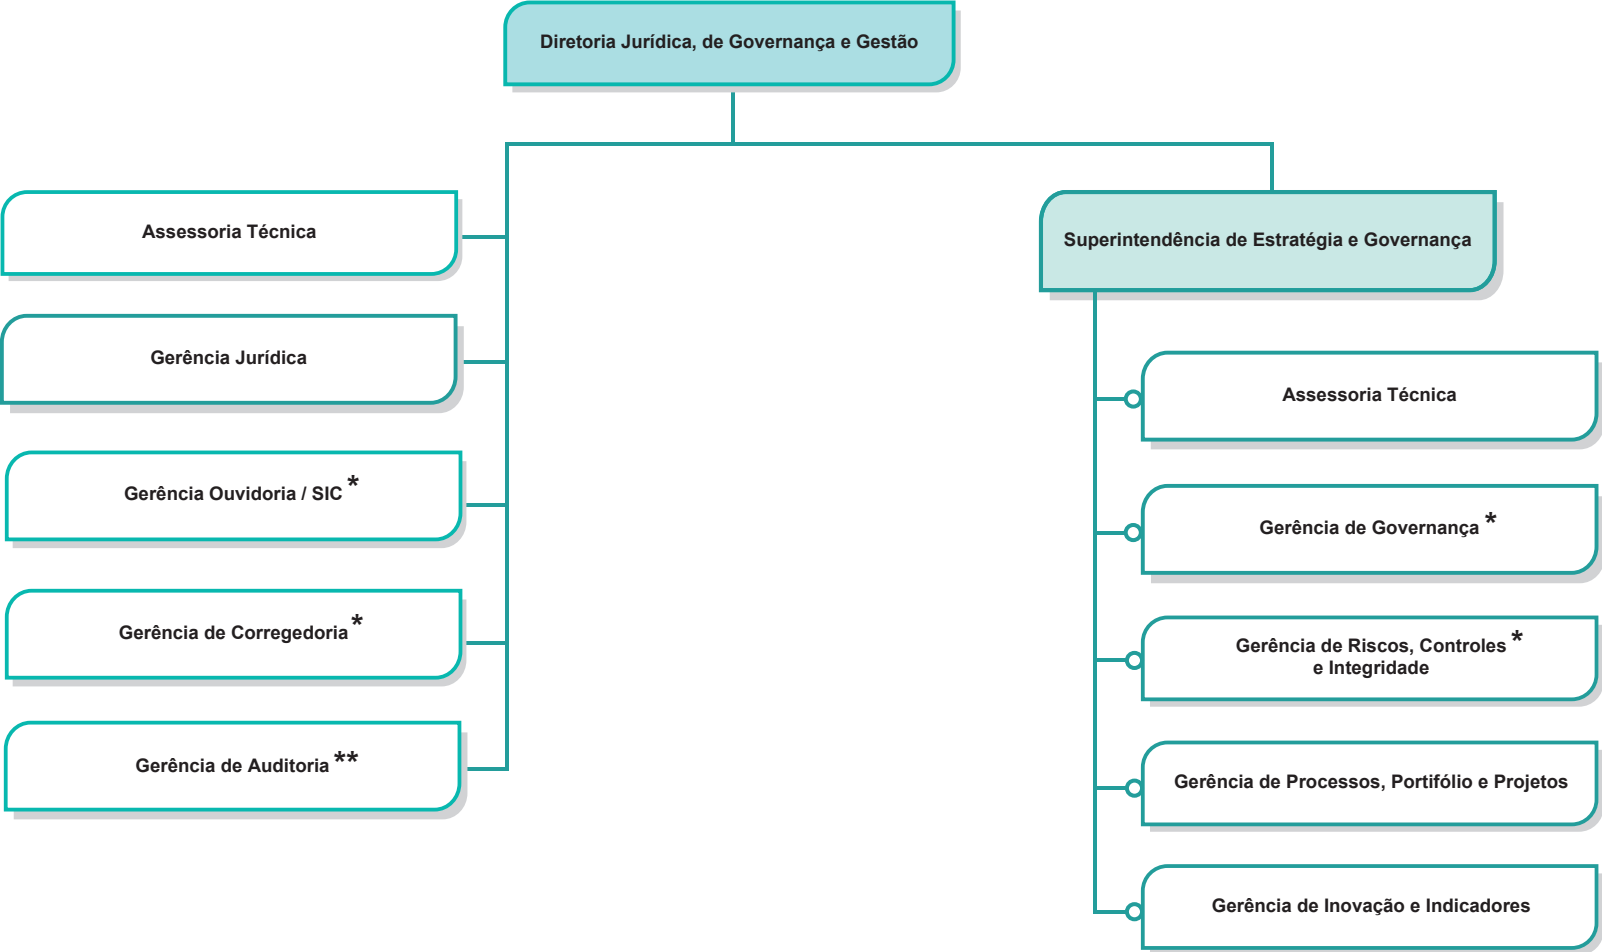 Diretoria Jurídica, de Governança e Gestão
Assessoria Técnica
Gerência Jurídica
Gerência Ouvidoria / SIC *
Gerência de Corregedoria *
Gerência de Auditoria **
Superintendência de Estratégia e Governança
Assessoria Técnica
Gerência de Governança *
Gerência de Riscos, Controles *
e Integridade
Gerência de Processos, Portifólio e Projetos
Gerência de Inovação e Indicadores